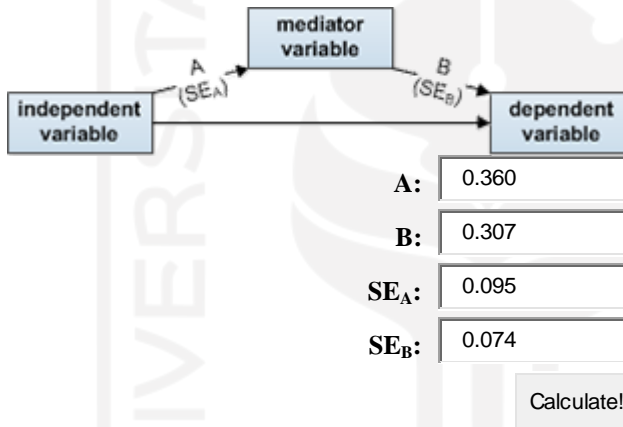 mediator
variable
A
(SEA)
B
(SEB)
independent
variable
dependent
variable
A: 0.360
B: 0.307
SEA: 0.095
SEB: 0.074
Calculate!
VERSITA